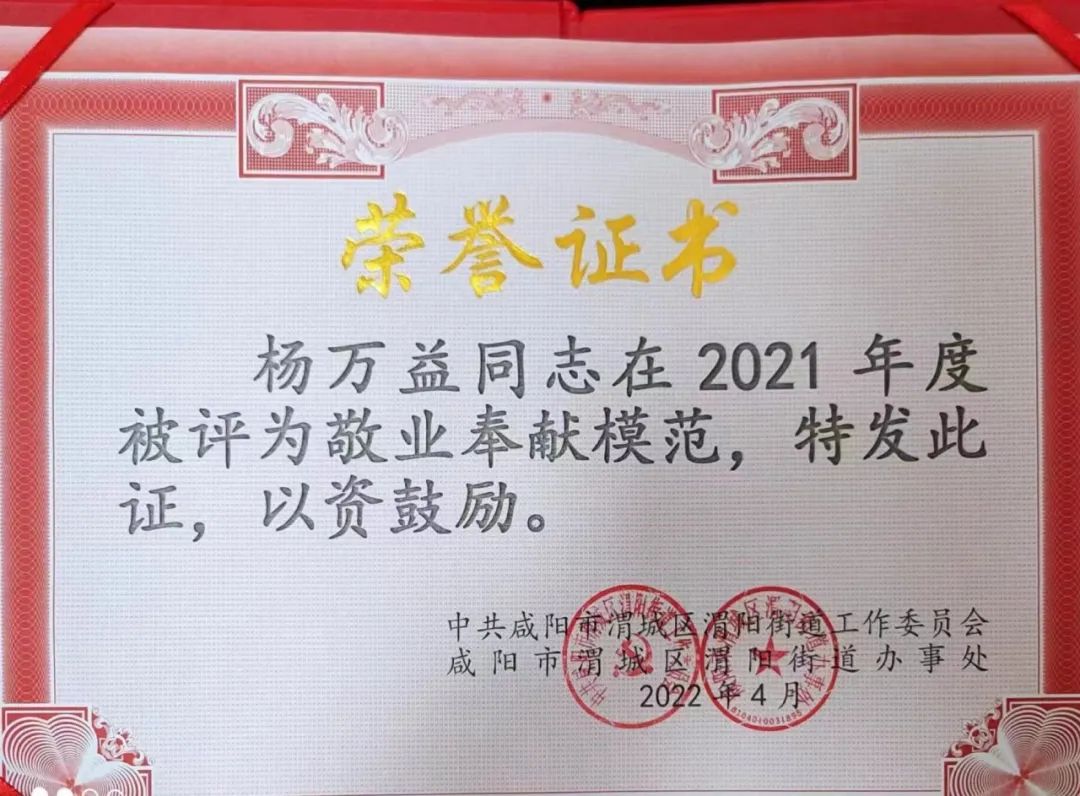 荣誉证书
杨万益同志在2021年度
被评为敬业奉献模范，特发此
证，以资鼓励。
中共咸阳市渭城区渭阳街道工作委员会
咸阳市渭城区渭阳街道办事处
2022年4月